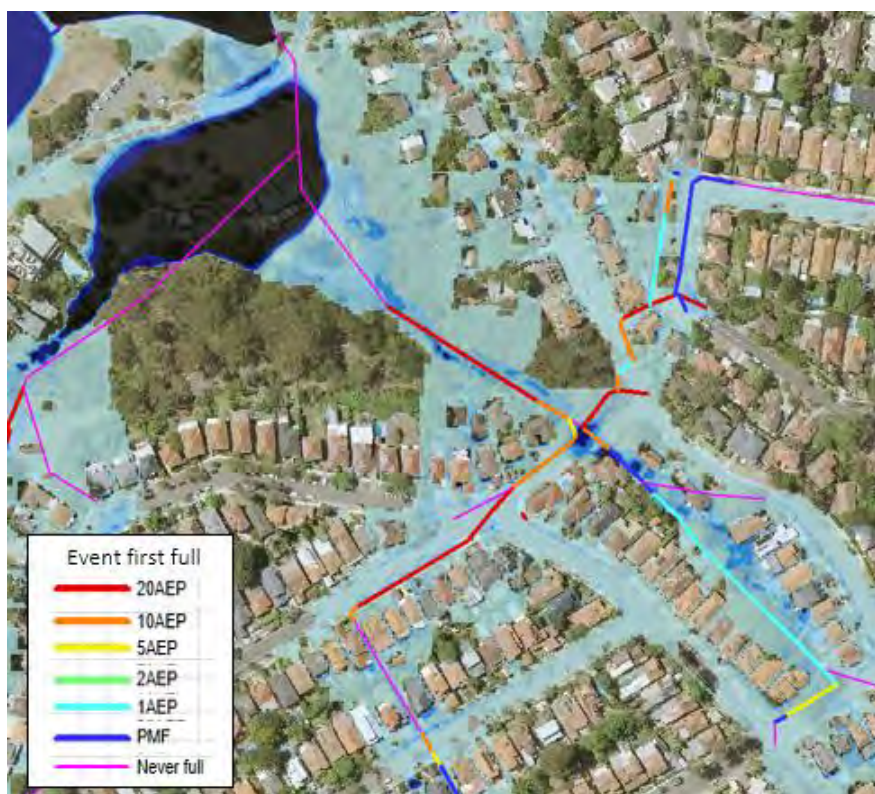 Event first full
20AEP
10AEP
5AEP
2AEP
1AEP
PMF
Never full